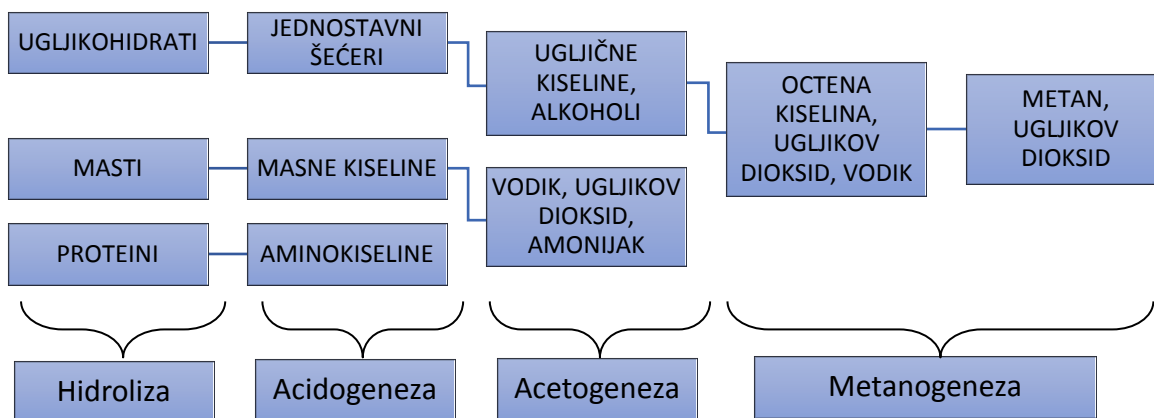 UGLJIKOHIDRATI
JEDNOSTAVNI
ŠEĆERI
UGLJIČNE
KISELINE,
ALKOHOLI
OCTENA
KISELINA,
UGLJIKOV
DIOKSID, VODIK
METAN,
UGLJIKOV
DIOKSID
MASTI
MASNE KISELINE
VODIK, UGLJIKOV
DIOKSID,
AMONIJAK
PROTEINI
AMINOKISELINE
Hidroliza
Acidogeneza
Acetogeneza
Metanogeneza